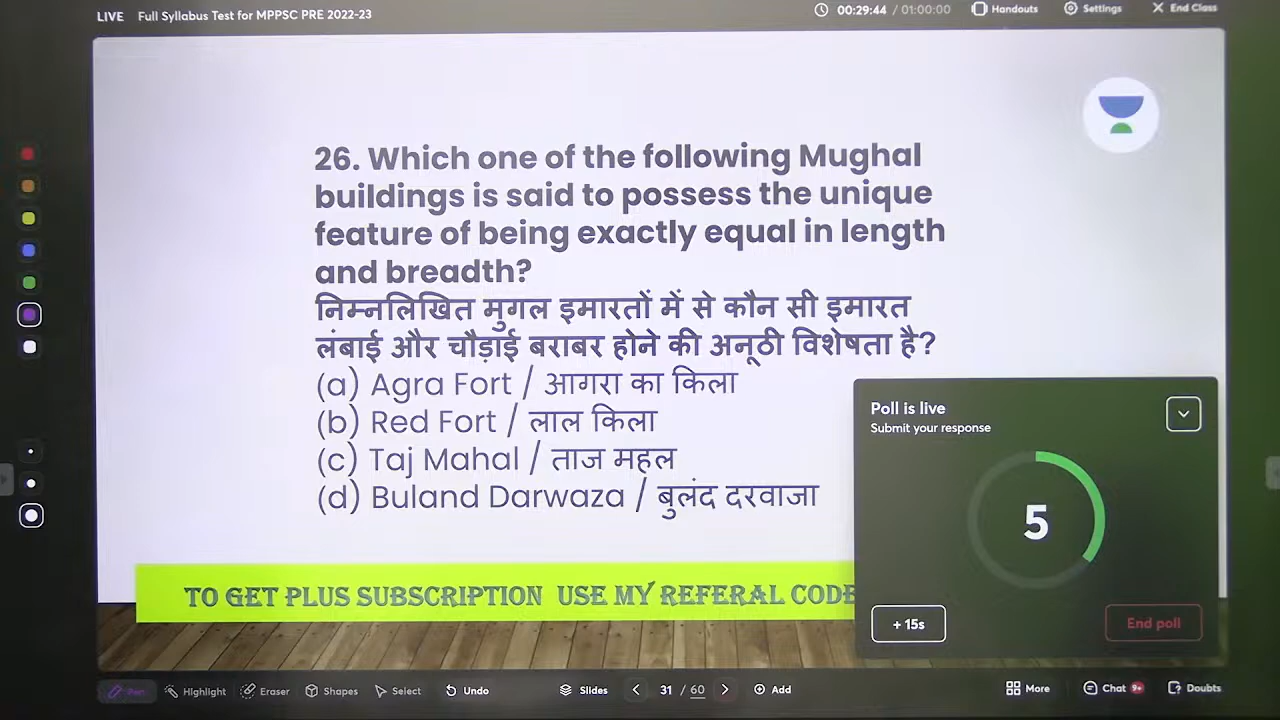 LIVE Full Syllabus Test for MPPSC PRE 2022-23
00:29:44 / 01:00:00 Handouts Settings End Class
26. Which one of the following Mughal
buildings is said to possess the unique
feature of being exactly equal in length
and breadth?
निम्नलिखित मुगल इमारतों में से कौन सी इमारत
लंबाई और चौड़ाई बराबर होने की अनूठी विशेषता है?
(a) Agra Fort / आगरा का किला
(b) Red Fort / लाल किला
(c) Taj Mahal / ताज महल
(d) Buland Darwaza / बुलंद दरवाजा
Poll is live
Submit your response
5
+ 15s
End poll
TO GET PLUS SUBSCRIPTION USE MY REFERAL CODE
Pen Highlight Eraser Shapes Select Undo Slides 31 / 60 Add More Chat 9+ Doubts